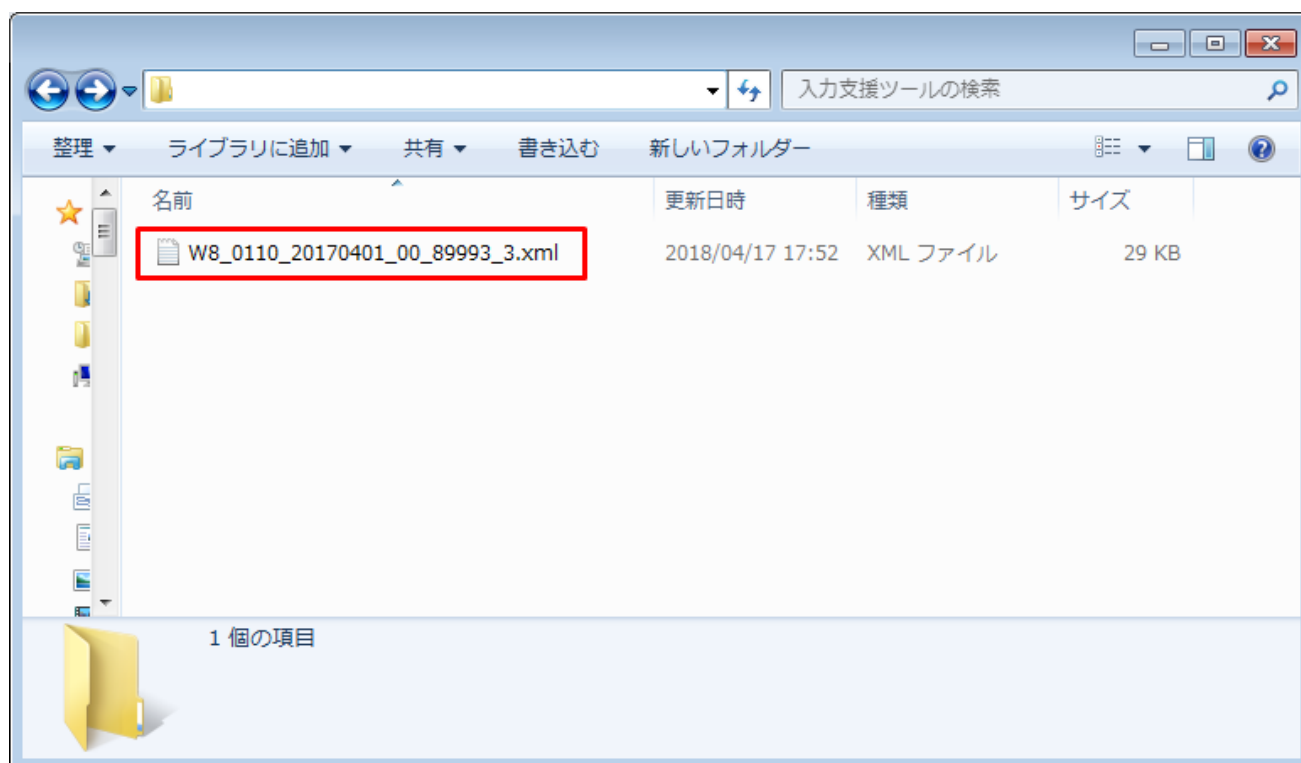 入力支援ツールの検索
整理 ライブラリに追加 共有 書き込む 新しいフォルダー
名前 更新日時 種類 サイズ
W8_0110_20170401_00_89993_3.xml 2018/04/17 17:52 XML ファイル 29 KB
1 個の項目